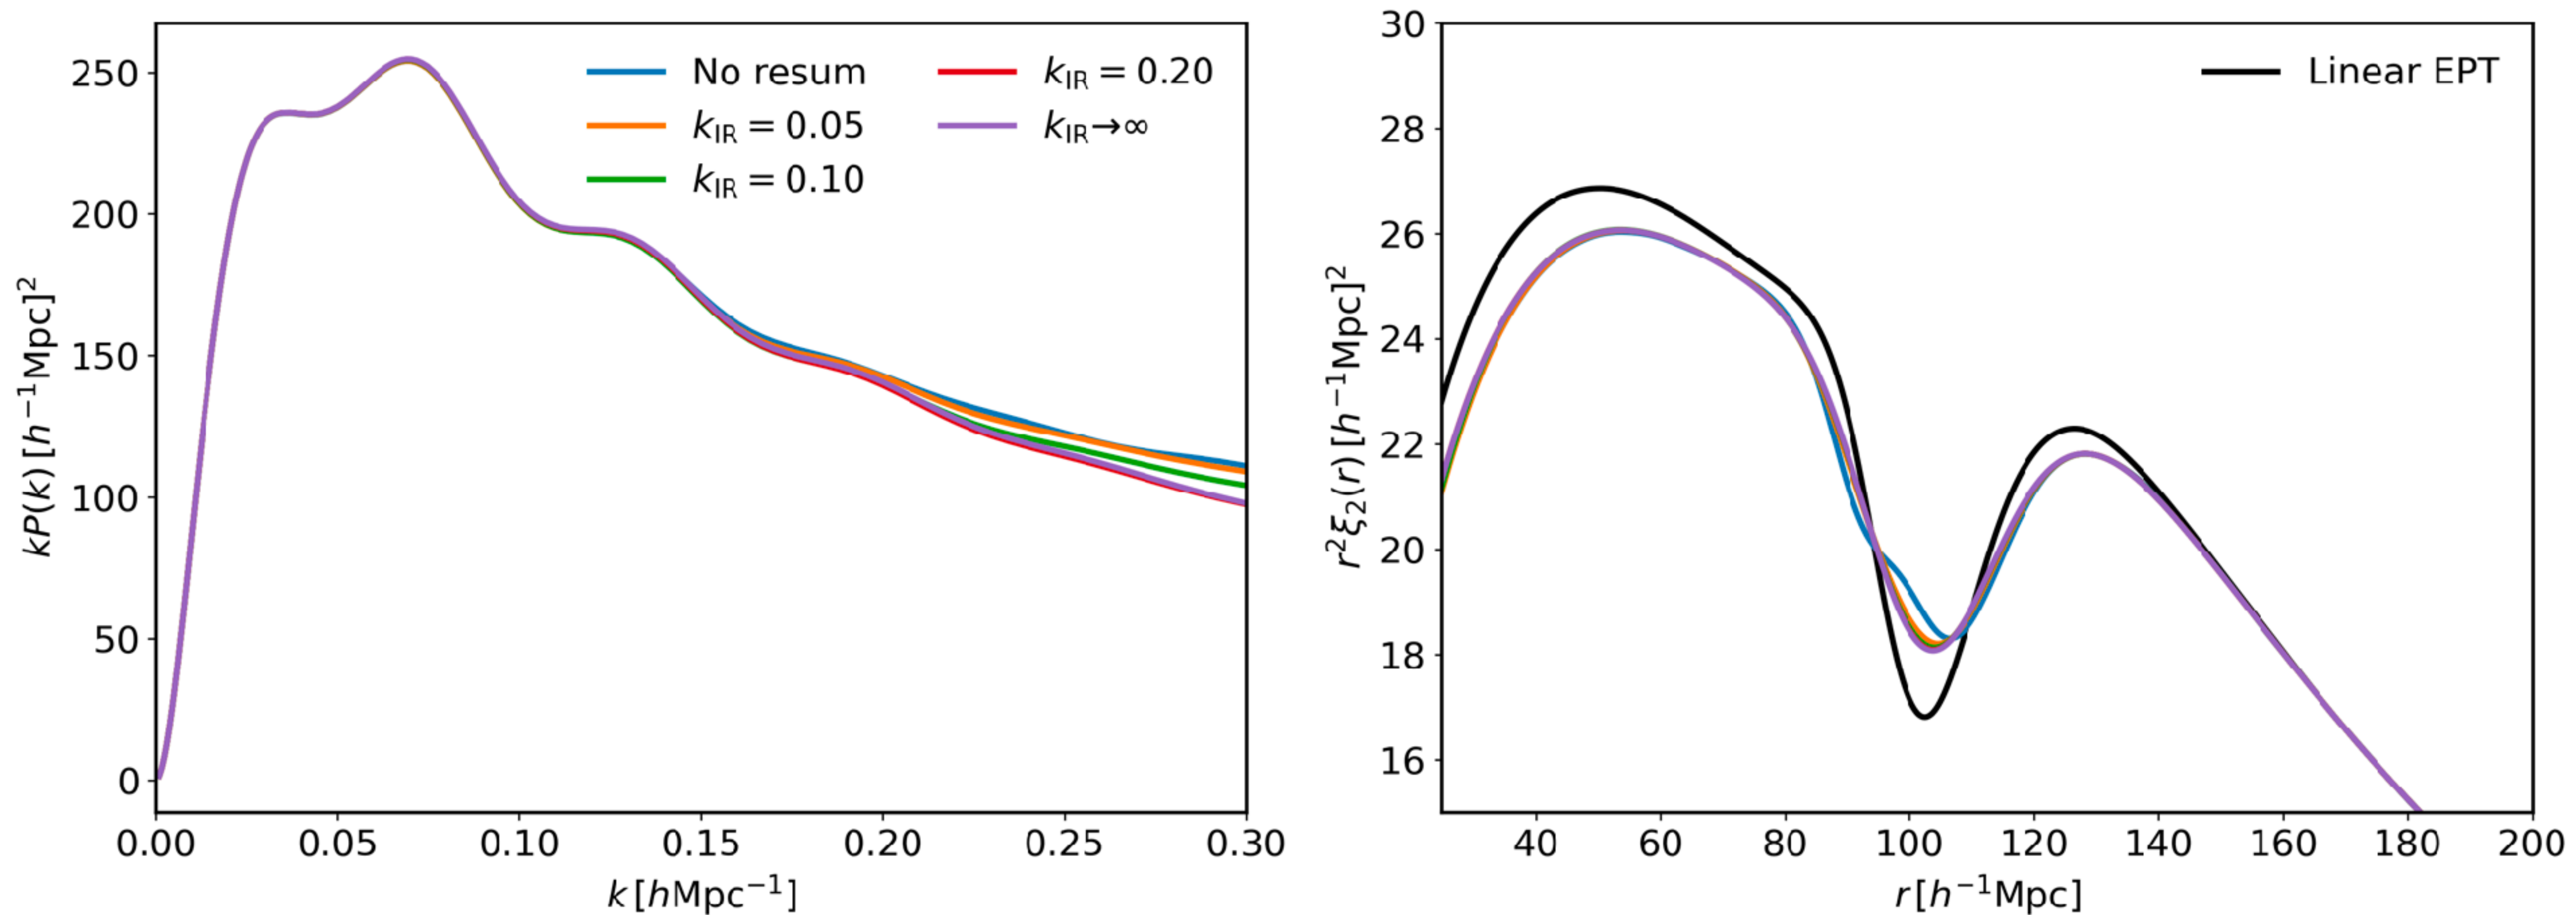 250
200
150
100
50
0
kP(k) [h⁻¹Mpc]²
No resum
k_IR = 0.05
k_IR = 0.10
k_IR = 0.20
k_IR→∞
0.00 0.05 0.10 0.15 0.20 0.25 0.30
k [hMpc⁻¹]
30
28
26
24
22
20
18
16
r²ξ₂(r) [h⁻¹Mpc]²
Linear EPT
40 60 80 100 120 140 160 180 200
r [h⁻¹Mpc]